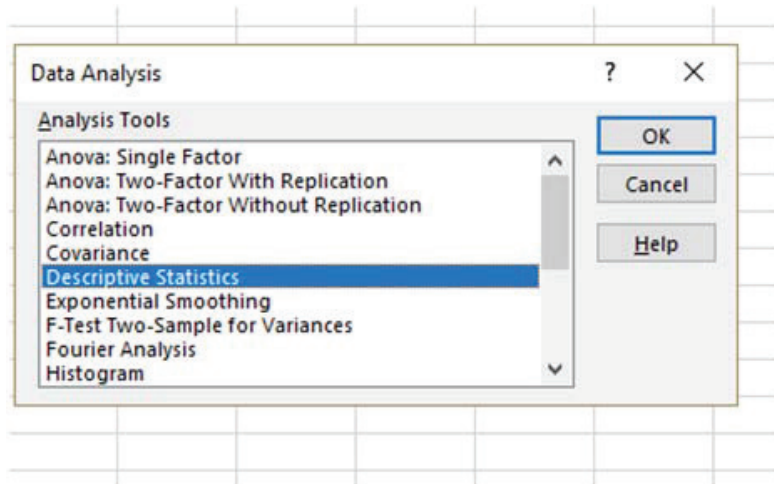 Data Analysis ? ×
Analysis Tools
Anova: Single Factor
Anova: Two-Factor With Replication
Anova: Two-Factor Without Replication
Correlation
Covariance
Descriptive Statistics
Exponential Smoothing
F-Test Two-Sample for Variances
Fourier Analysis
Histogram
OK
Cancel
Help